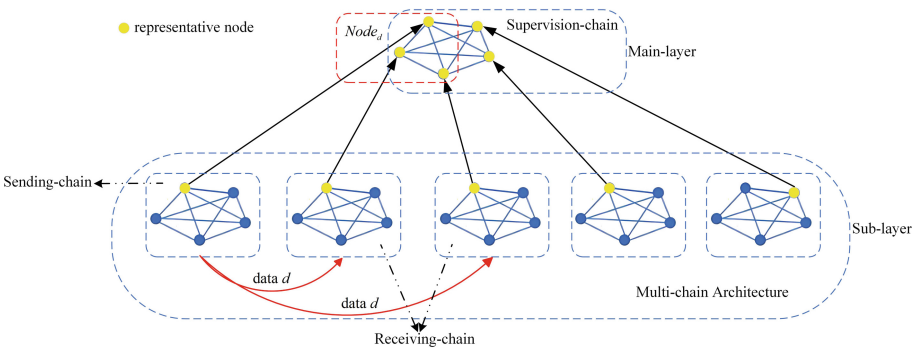 representative node
Node_d
Supervision-chain
Main-layer
Sending-chain
Sub-layer
data d
data d
Multi-chain Architecture
Receiving-chain